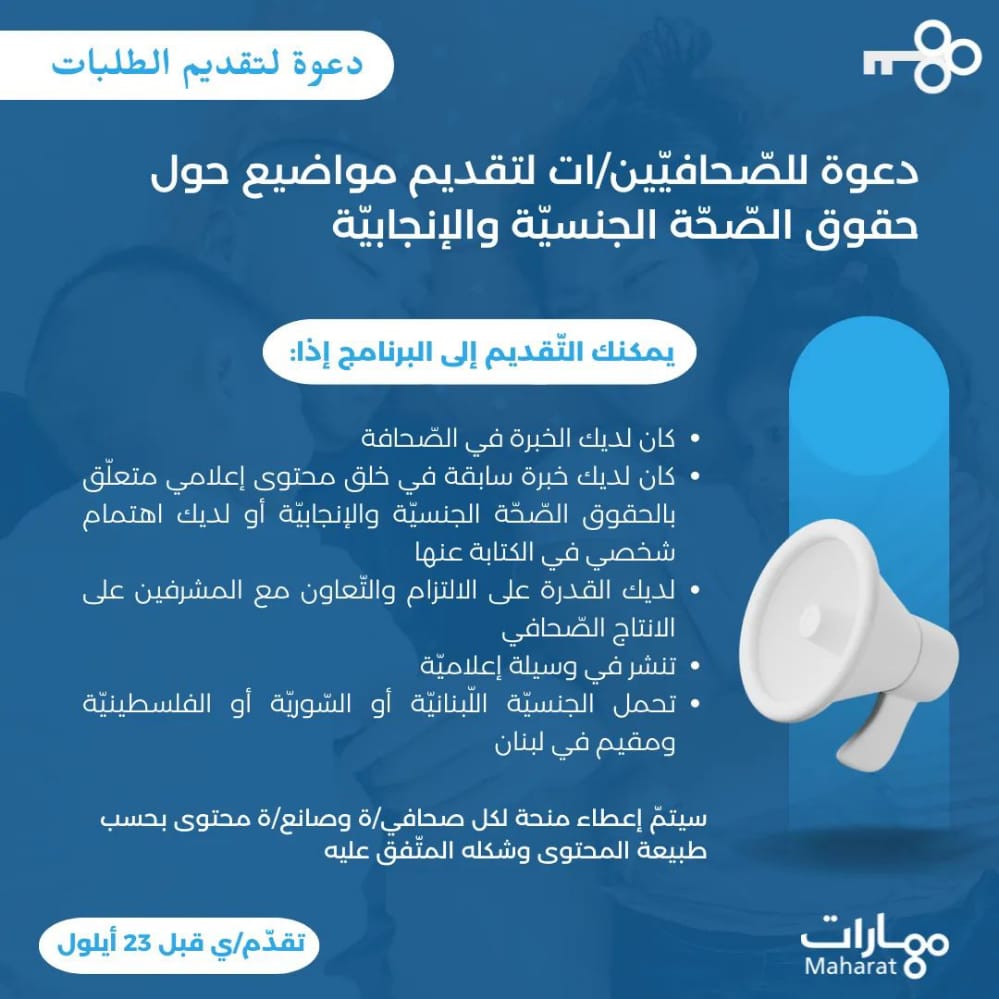 دعوة لتقديم الطلبات
دعوة للصّحافيّين/ات لتقديم مواضيع حول
حقوق الصّحّة الجنسيّة والإنجابيّة
يمكنك التّقديم إلى البرنامج إذا:
• كان لديك الخبرة في الصّحافة
• كان لديك خبرة سابقة في خلق محتوى إعلامي متعلّق
بالحقوق الصّحّة الجنسيّة والإنجابيّة أو لديك اهتمام
شخصي في الكتابة عنها
• لديك القدرة على الالتزام والتّعاون مع المشرفين على
الانتاج الصّحافي
• تنشر في وسيلة إعلاميّة
• تحمل الجنسيّة اللّبنانيّة أو السّوريّة أو الفلسطينيّة
ومقيم في لبنان
سيتمّ إعطاء منحة لكل صحافي/ة وصانع/ة محتوى بحسب
طبيعة المحتوى وشكله المتّفق عليه
تقدّم/ي قبل 23 أيلول
مهارات
Maharat